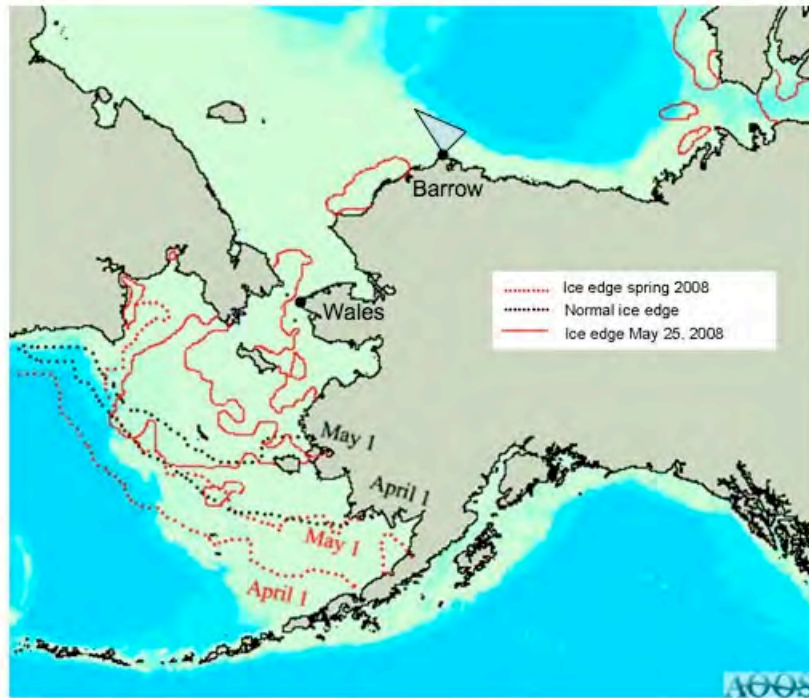 Barrow
Ice edge spring 2008
Normal ice edge
Ice edge May 25, 2008
Wales
May 1
April 1
May 1
April 1
AOOS